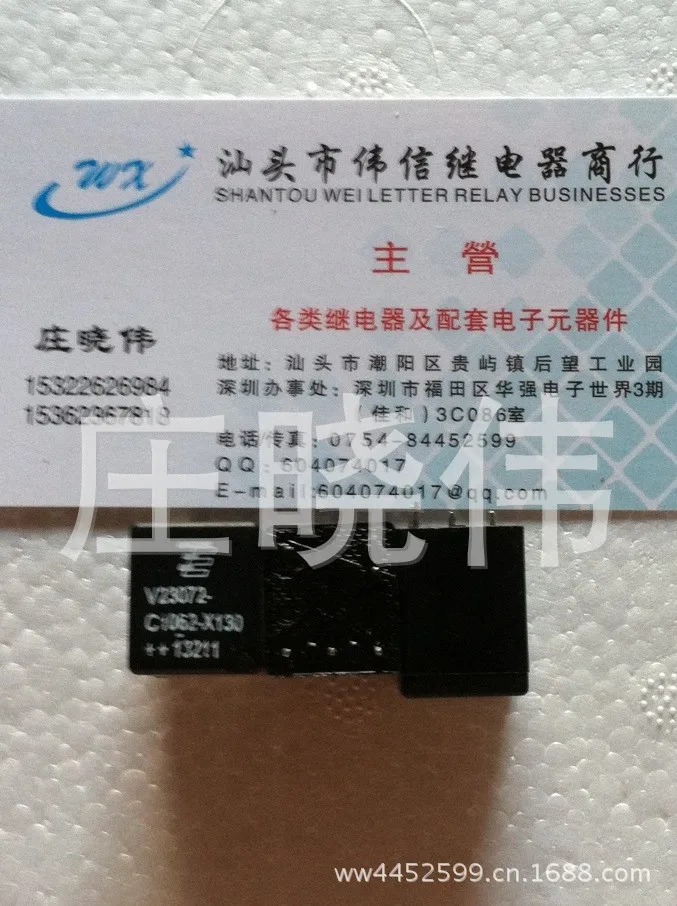 WX
汕头市伟信继电器商行
SHANTOU WEILETTER RELAY BUSINESSES
主 營
各类继电器及配套电子元器件
庄晓伟
15322626984
15362367818
地址：汕头市潮阳区贵屿镇后望工业园
深圳办事处：深圳市福田区华强电子世界3期
（佳和）3C086室
电话/传真：0754-84452599
QQ：604074017
E-mail:604074017@qq.com
庄晓伟
V23072-
C1062-X130
**13211
ww4452599.cn.1688.com